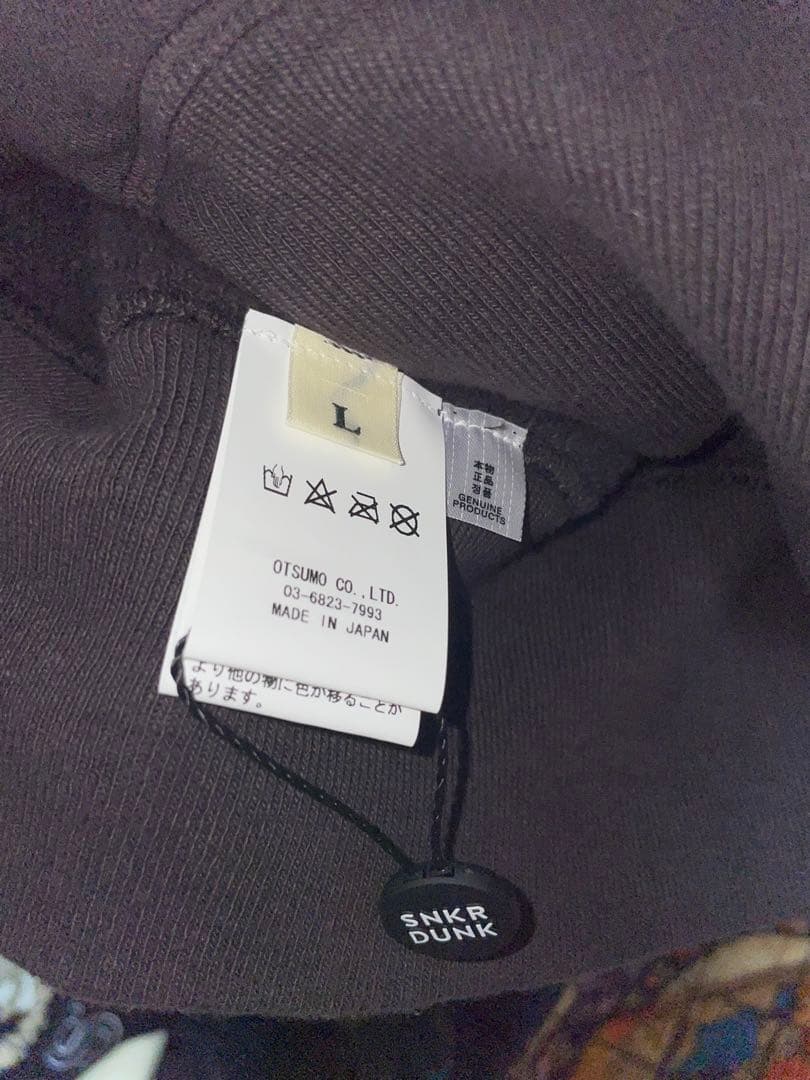 L
本物
正品
정품
GENUINE
PRODUCTS
OTSUMO CO.,LTD.
03-6823-7993
MADE IN JAPAN
より他の物に色が移ることが
あります。
SNKR
DUNK